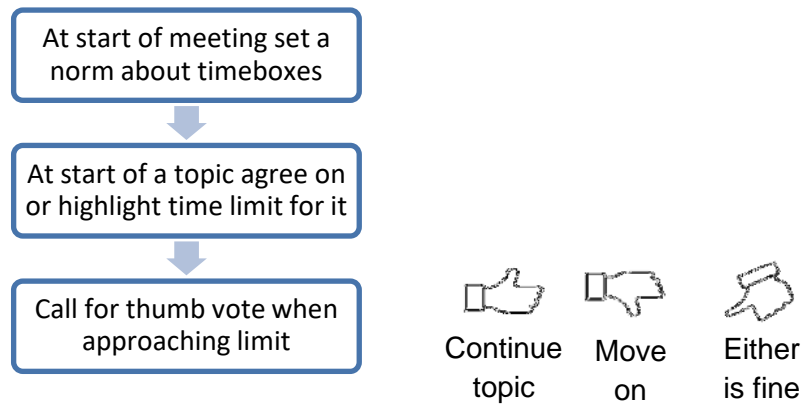 At start of meeting set a
norm about timeboxes
At start of a topic agree on
or highlight time limit for it
Call for thumb vote when
approaching limit
Continue
topic
Move
on
Either
is fine